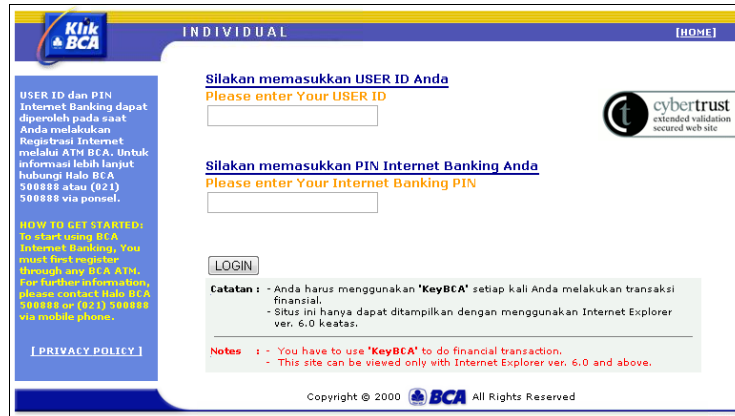 Klik
BCA
INDIVIDUAL
[HOME]
USER ID dan PIN
Internet Banking dapat
diperoleh pada saat
Anda melakukan
Registrasi Internet
melalui ATM BCA. Untuk
informasi lebih lanjut
hubungi Halo BCA
500888 atau (021)
500888 via ponsel.
HOW TO GET STARTED:
To start using BCA
Internet Banking, You
must first register
through any BCA ATM.
For further information,
please contact Halo BCA
500888 or (021) 500888
via mobile phone.
[ PRIVACY POLICY ]
Silakan memasukkan USER ID Anda
Please enter Your USER ID
Silakan memasukkan PIN Internet Banking Anda
Please enter Your Internet Banking PIN
LOGIN
cybertrust
extended validation
secured web site
Catatan : - Anda harus menggunakan 'KeyBCA' setiap kali Anda melakukan transaksi
finansial.
- Situs ini hanya dapat ditampilkan dengan menggunakan Internet Explorer
ver. 6.0 keatas.
Notes : - You have to use 'KeyBCA' to do financial transaction.
- This site can be viewed only with Internet Explorer ver. 6.0 and above.
Copyright © 2000 BCA All Rights Reserved